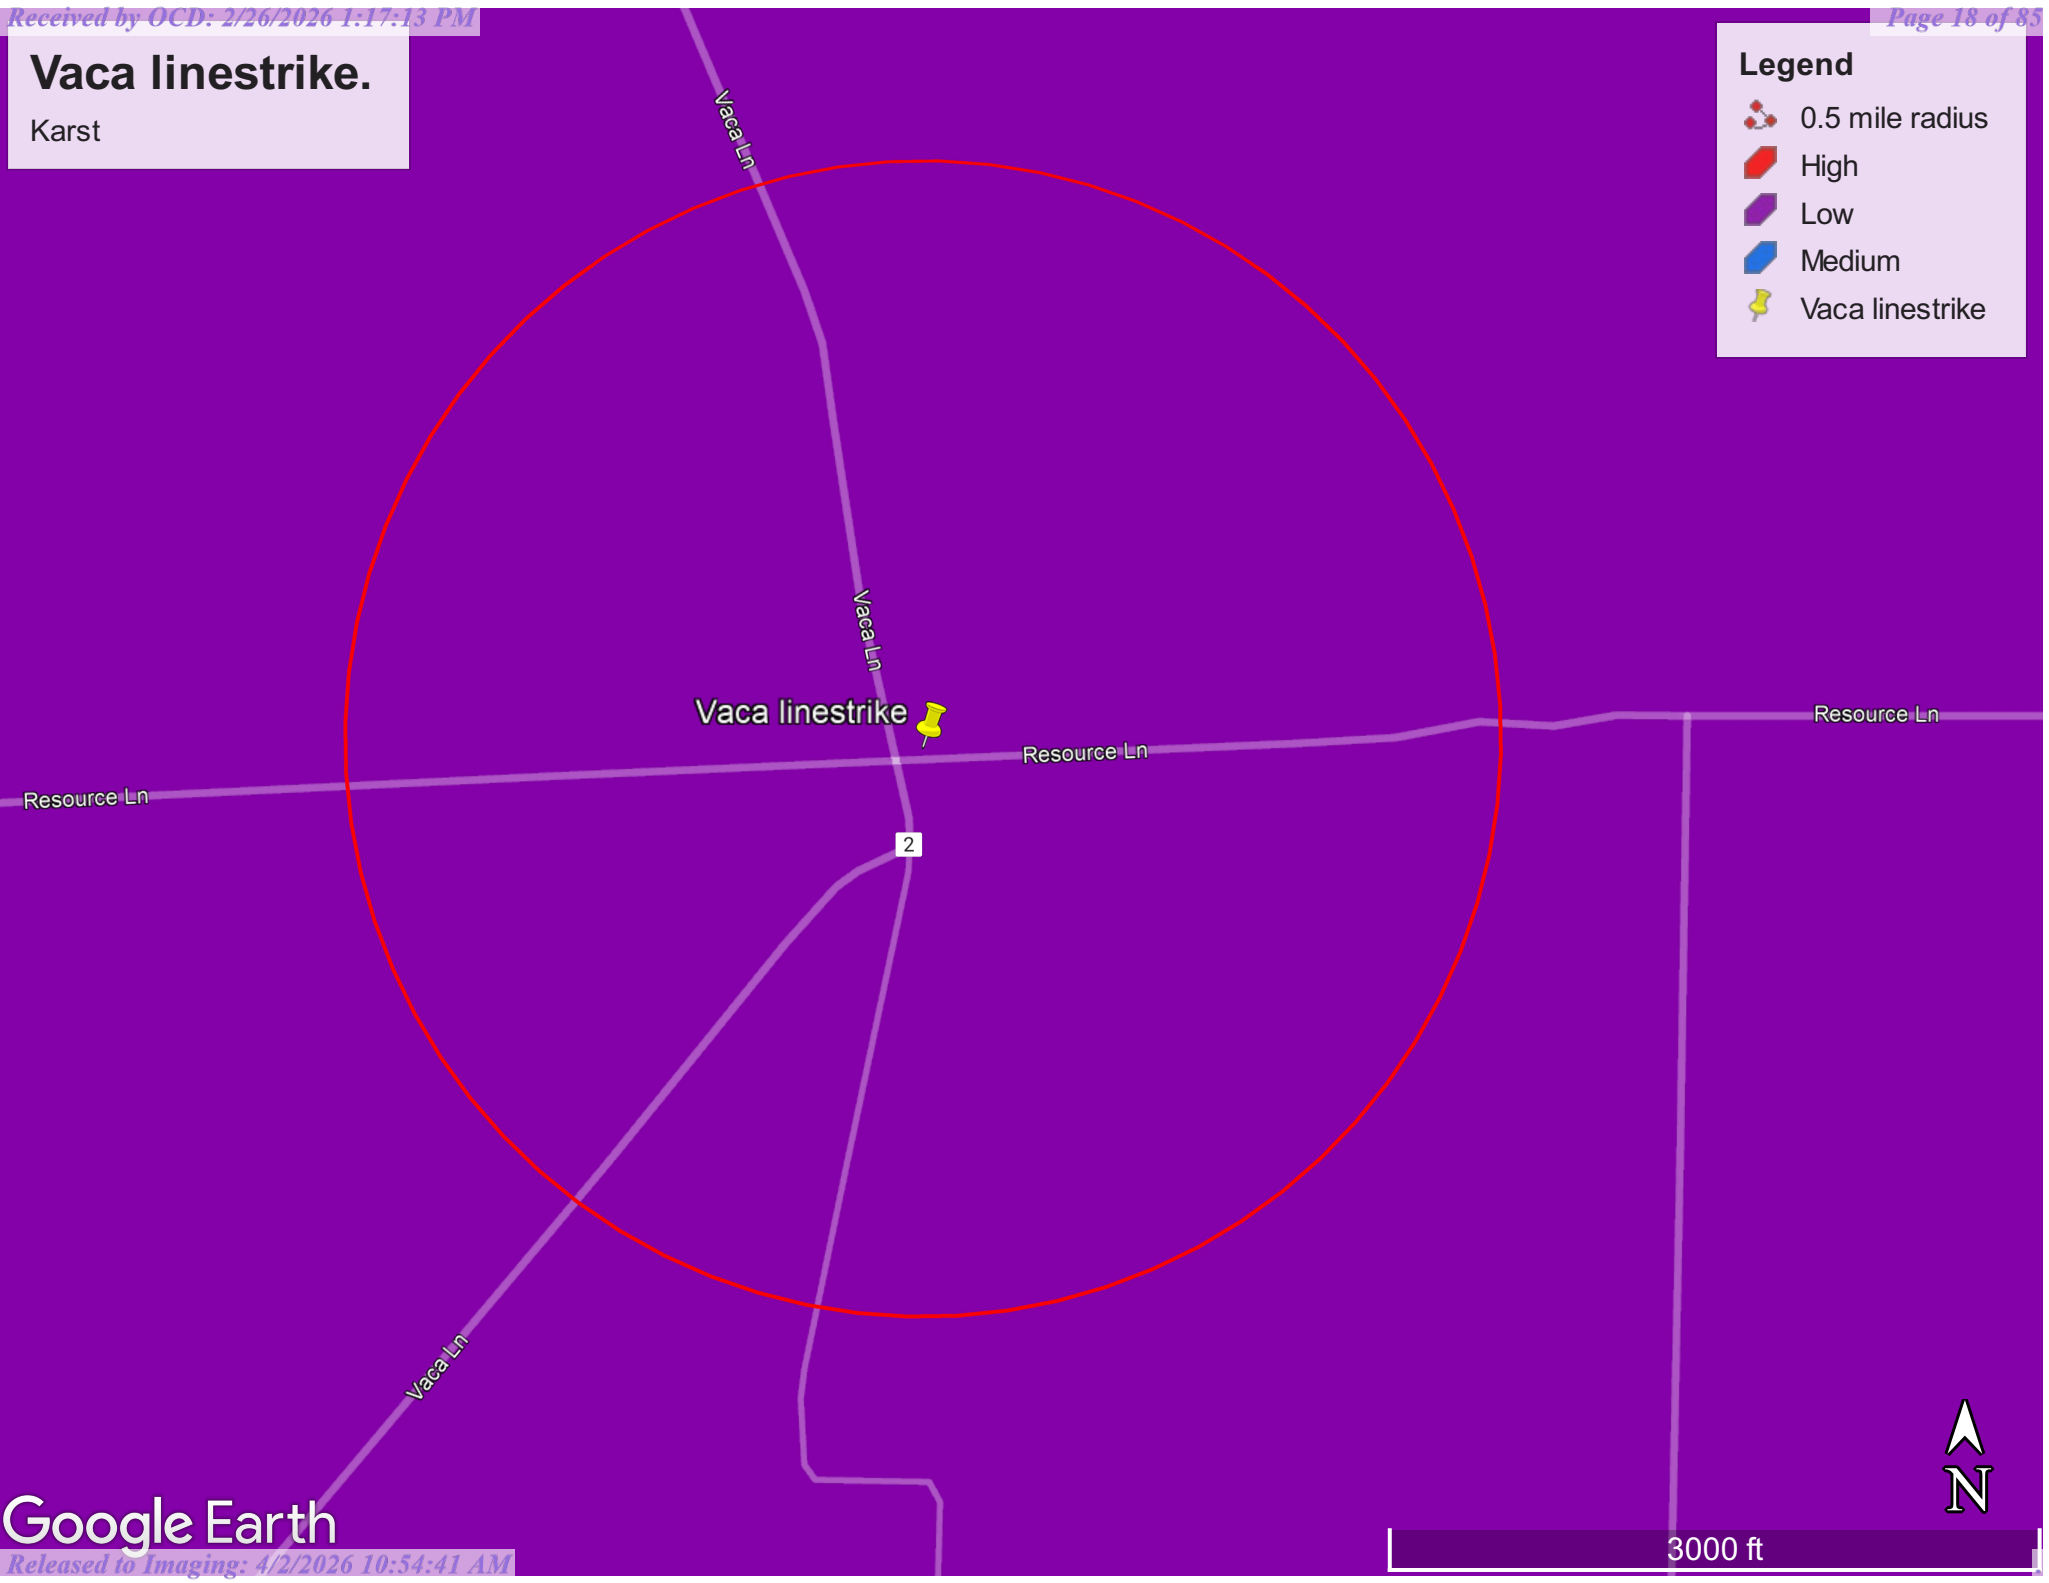 Received by OCD: 2/26/2026 1:17:13 PM
Page 18 of 85
Vaca linestrike.
Karst
Legend
0.5 mile radius
High
Low
Medium
Vaca linestrike
Vaca Ln
Vaca Ln
Vaca linestrike
Resource Ln
Resource Ln
Resource Ln
2
Vaca Ln
N
Google Earth
3000 ft
Released to Imaging: 4/2/2026 10:54:41 AM